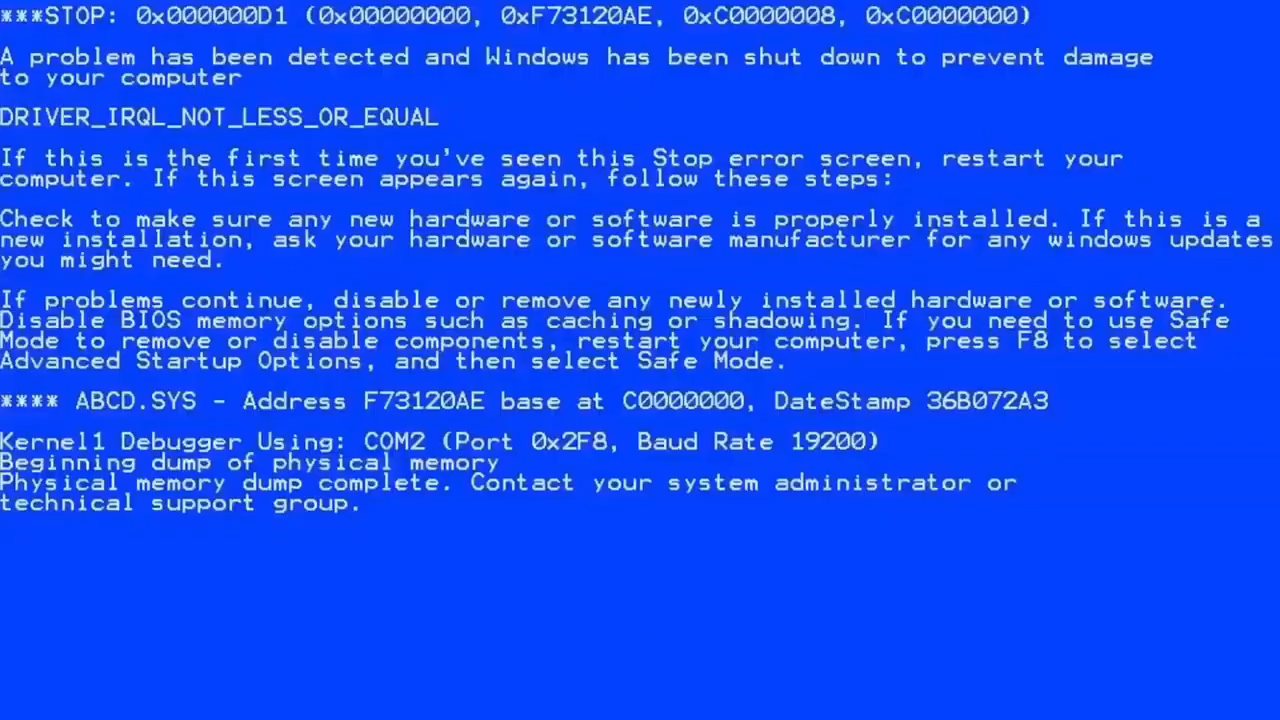 ***STOP: 0x000000D1 (0x00000000, 0xF73120AE, 0xC0000008, 0xC0000000)
A problem has been detected and Windows has been shut down to prevent damage
to your computer
DRIVER_IRQL_NOT_LESS_OR_EQUAL
If this is the first time you've seen this Stop error screen, restart your
computer. If this screen appears again, follow these steps:
Check to make sure any new hardware or software is properly installed. If this is a
new installation, ask your hardware or software manufacturer for any windows updates
you might need.
If problems continue, disable or remove any newly installed hardware or software.
Disable BIOS memory options such as caching or shadowing. If you need to use Safe
Mode to remove or disable components, restart your computer, press F8 to select
Advanced Startup Options, and then select Safe Mode.
**** ABCD.SYS - Address F73120AE base at C0000000, DateStamp 36B072A3
Kernel1 Debugger Using: COM2 (Port 0x2F8, Baud Rate 19200)
Beginning dump of physical memory
Physical memory dump complete. Contact your system administrator or
technical support group.